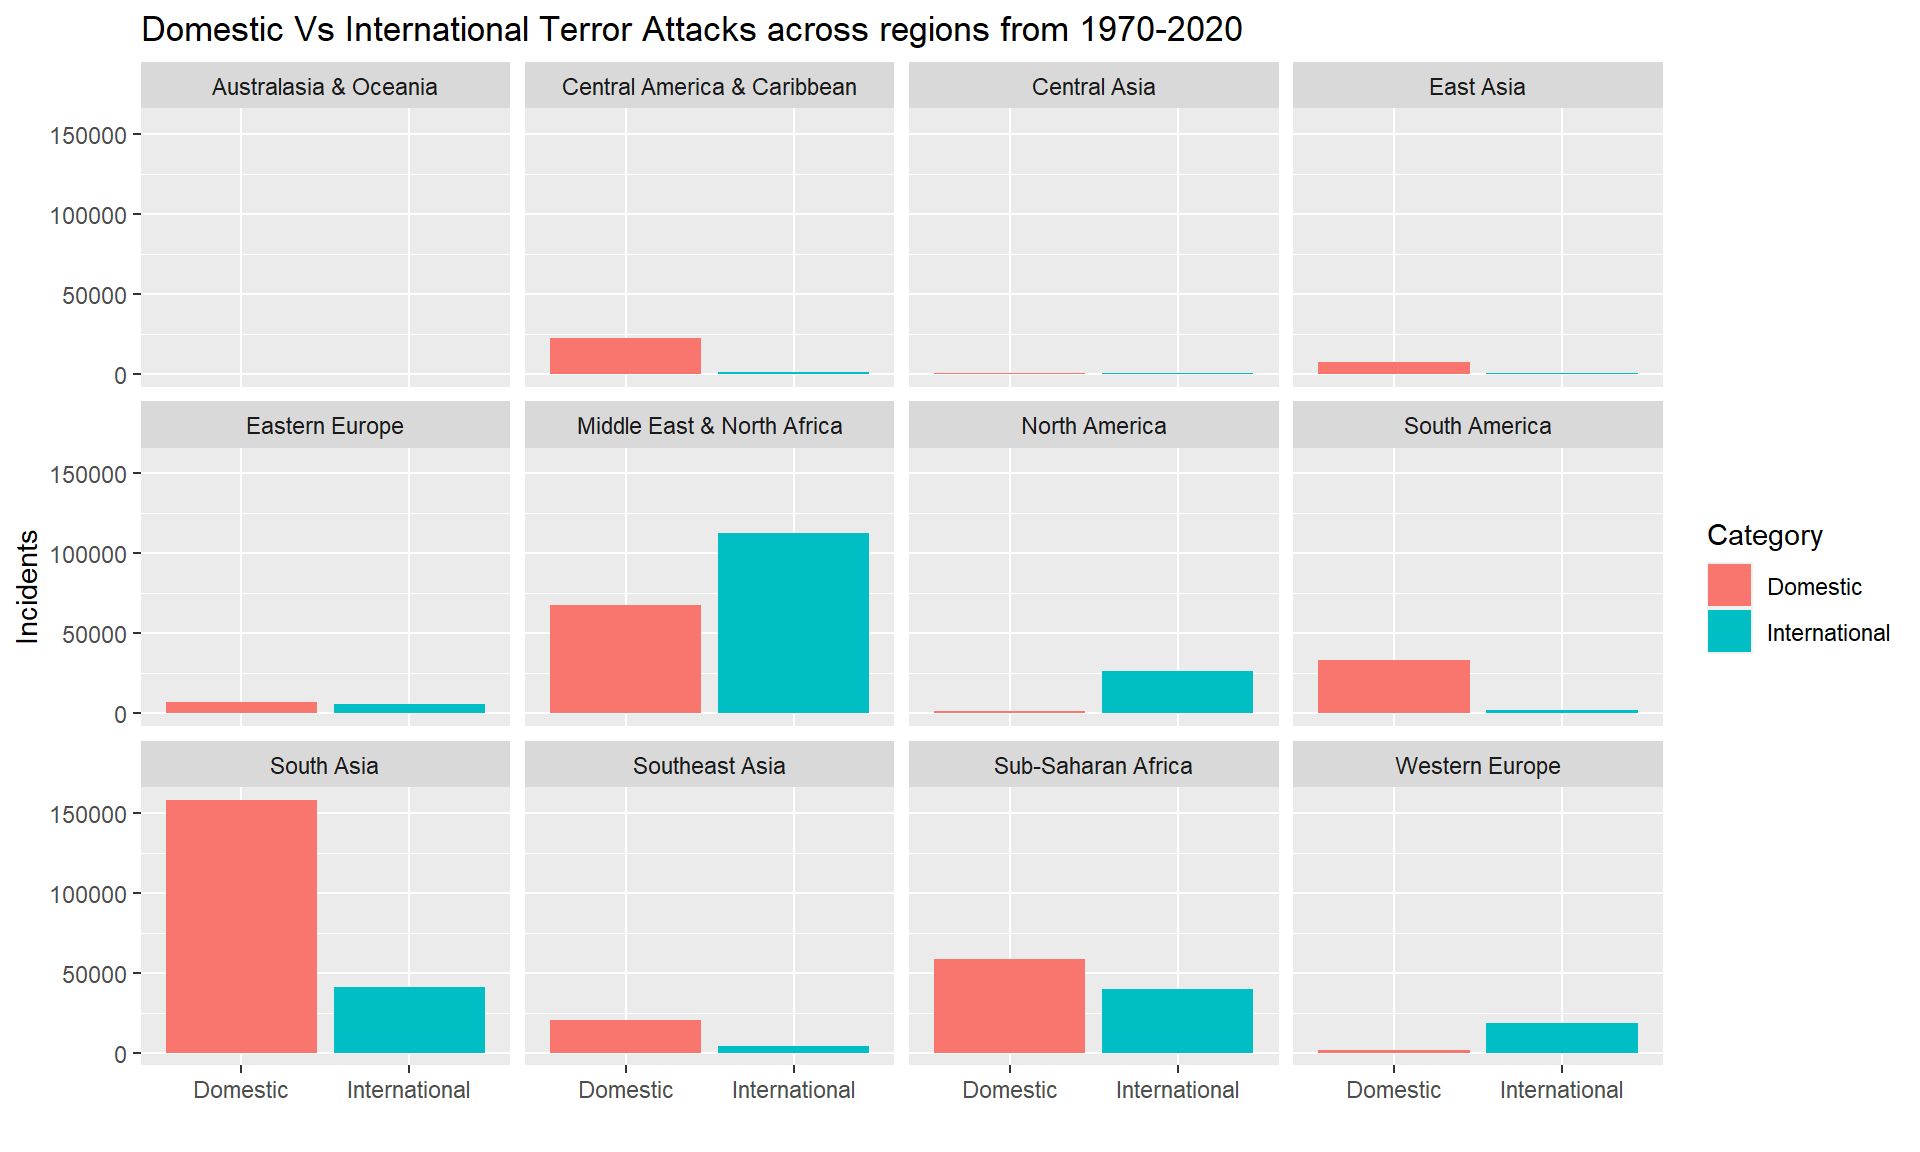 Domestic Vs International Terror Attacks across regions from 1970-2020
Australasia & Oceania
Central America & Caribbean
Central Asia
East Asia
150000
100000
50000
0
Eastern Europe
Middle East & North Africa
North America
South America
150000
100000
50000
0
Incidents
Category
Domestic
International
South Asia
Southeast Asia
Sub-Saharan Africa
Western Europe
150000
100000
50000
0
Domestic
International
Domestic
International
Domestic
International
Domestic
International